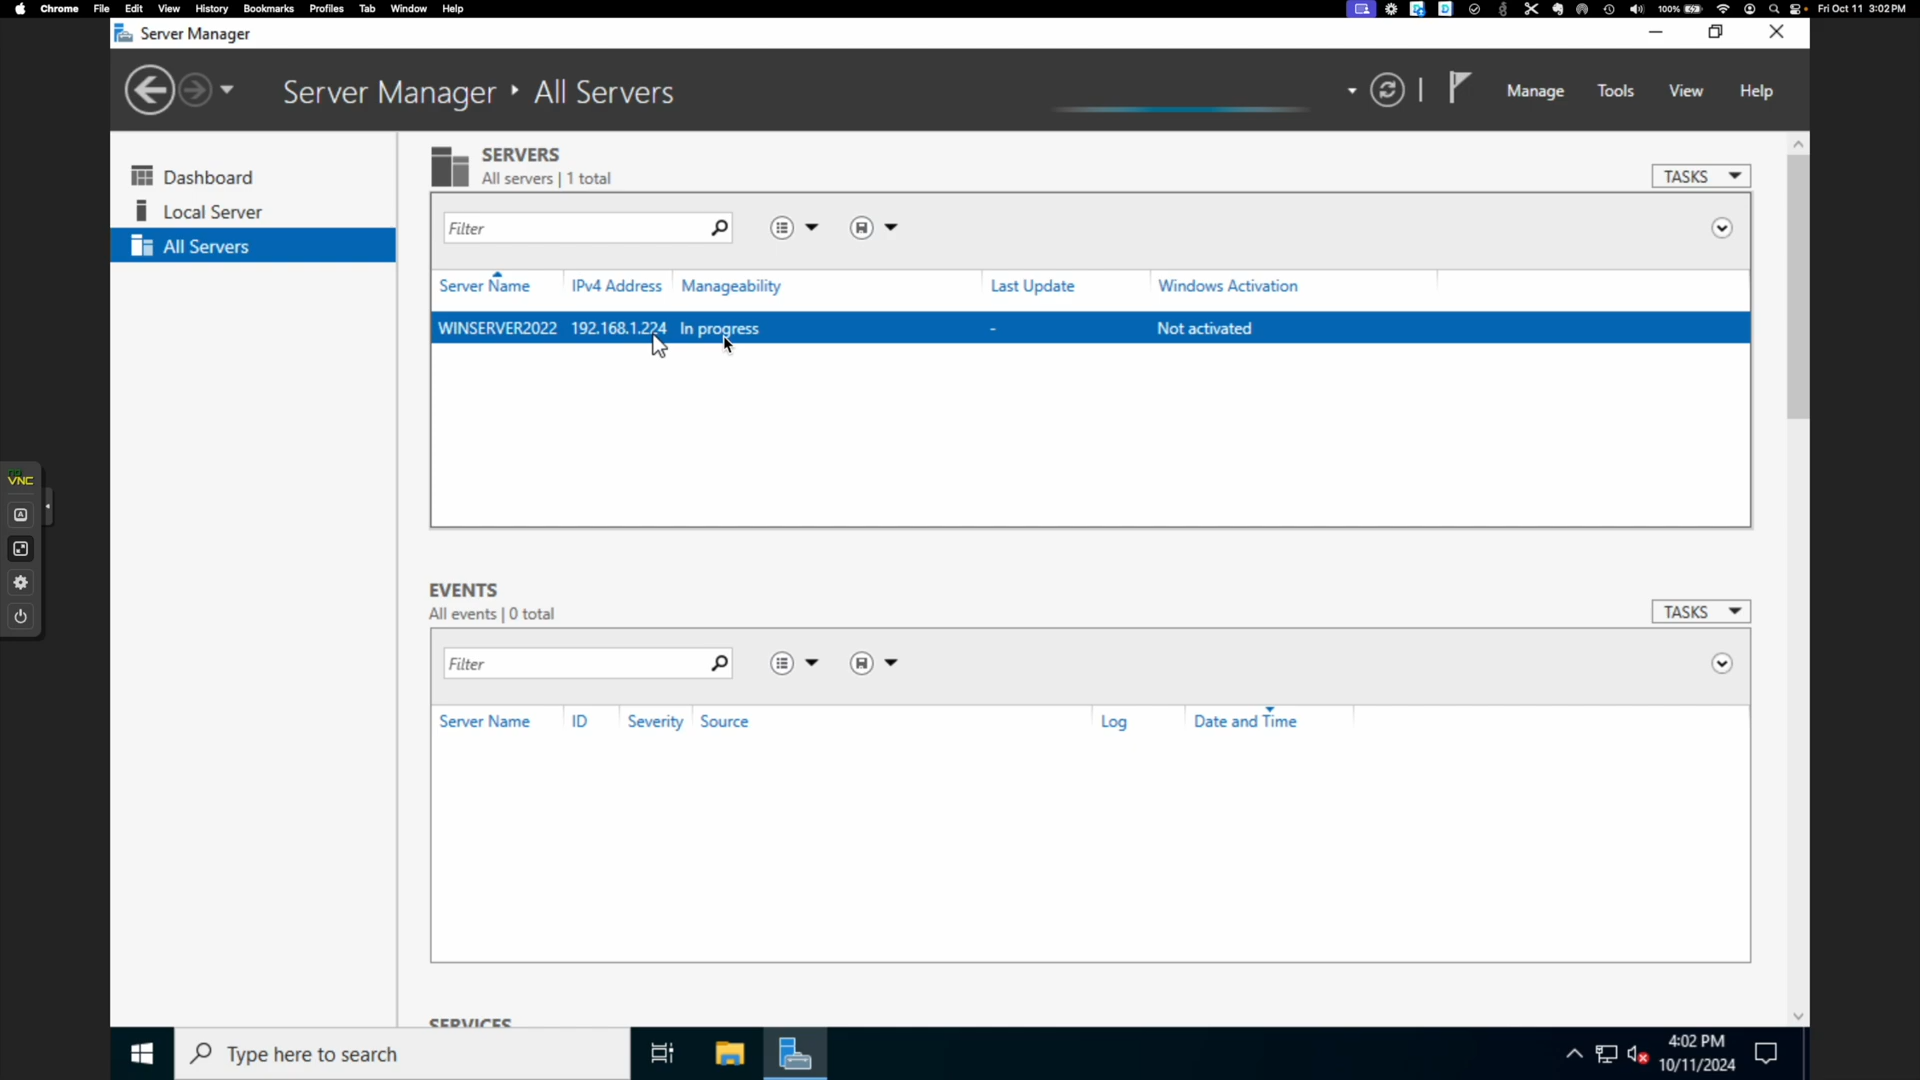 Chrome File Edit View History Bookmarks Profiles Tab Window Help 100% Fri Oct 11 3:02 PM
Server Manager
Server Manager All Servers
Manage Tools View Help
Dashboard
Local Server
All Servers
SERVERS
All servers | 1 total
TASKS
Filter
Server Name IPv4 Address Manageability Last Update Windows Activation
WINSERVER2022 192.168.1.224 In progress - Not activated
EVENTS
All events | 0 total
TASKS
Filter
Server Name ID Severity Source Log Date and Time
SERVICES
no
VNC
A
Type here to search
4:02 PM
10/11/2024